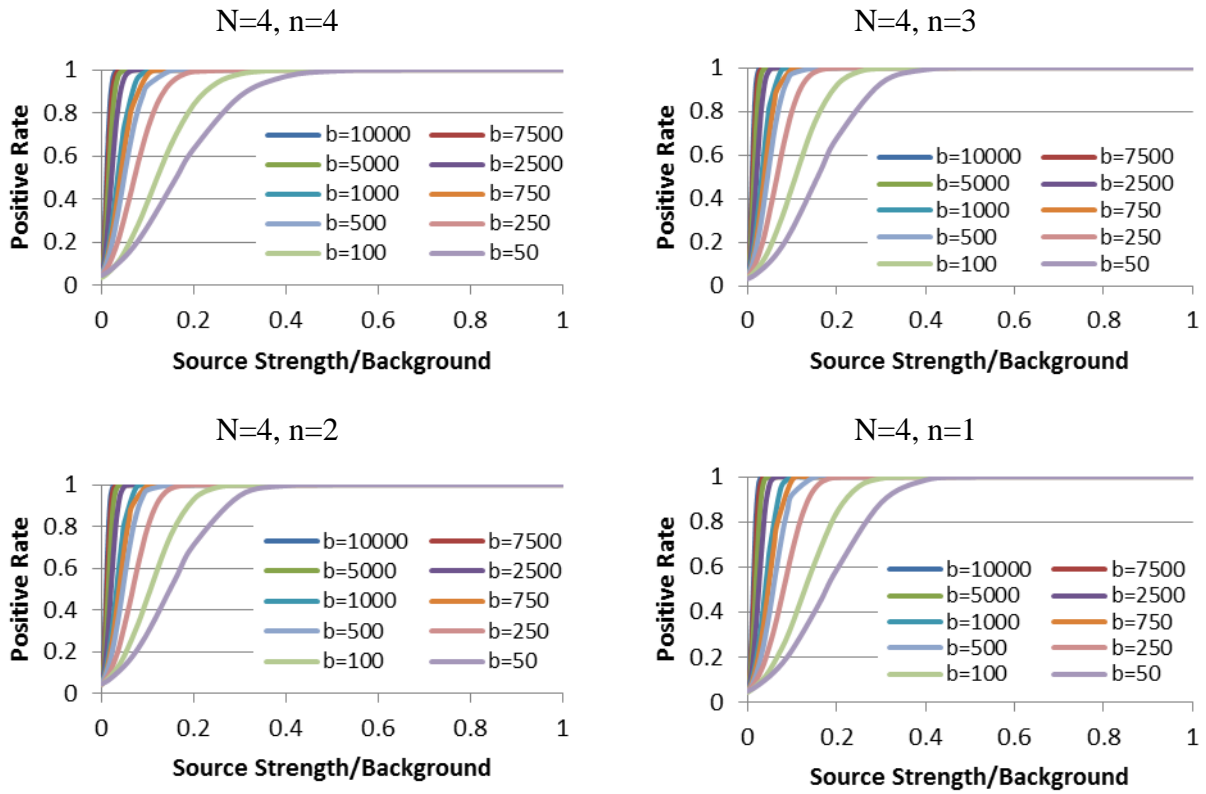 N=4, n=4
Positive Rate
1
0.8
0.6
0.4
0.2
0
b=10000 b=7500
b=5000 b=2500
b=1000 b=750
b=500 b=250
b=100 b=50
0 0.2 0.4 0.6 0.8 1
Source Strength/Background
N=4, n=3
Positive Rate
1
0.8
0.6
0.4
0.2
0
b=10000 b=7500
b=5000 b=2500
b=1000 b=750
b=500 b=250
b=100 b=50
0 0.2 0.4 0.6 0.8 1
Source Strength/Background
N=4, n=2
Positive Rate
1
0.8
0.6
0.4
0.2
0
b=10000 b=7500
b=5000 b=2500
b=1000 b=750
b=500 b=250
b=100 b=50
0 0.2 0.4 0.6 0.8 1
Source Strength/Background
N=4, n=1
Positive Rate
1
0.8
0.6
0.4
0.2
0
b=10000 b=7500
b=5000 b=2500
b=1000 b=750
b=500 b=250
b=100 b=50
0 0.2 0.4 0.6 0.8 1
Source Strength/Background